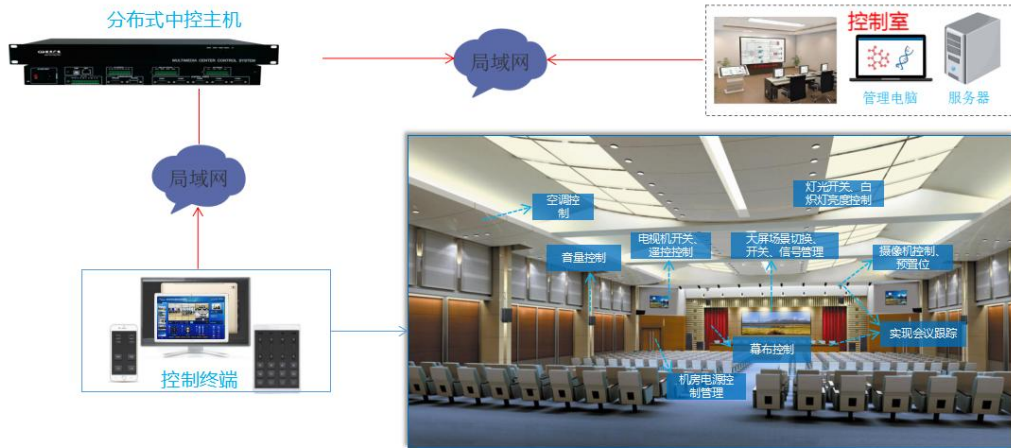 分布式中控主机
MULTIMEDIA CENTER CONTROL SYSTEM
局域网
控制室
管理电脑
服务器
局域网
控制终端
空调控
制
灯光开关、白
炽灯亮度控制
音量控制
电视机开关、
遥控控制
大屏场景切换、
开关、信号管理
摄像机控制、
预置位
实现会议跟踪
幕布控制
机房电源控
制管理